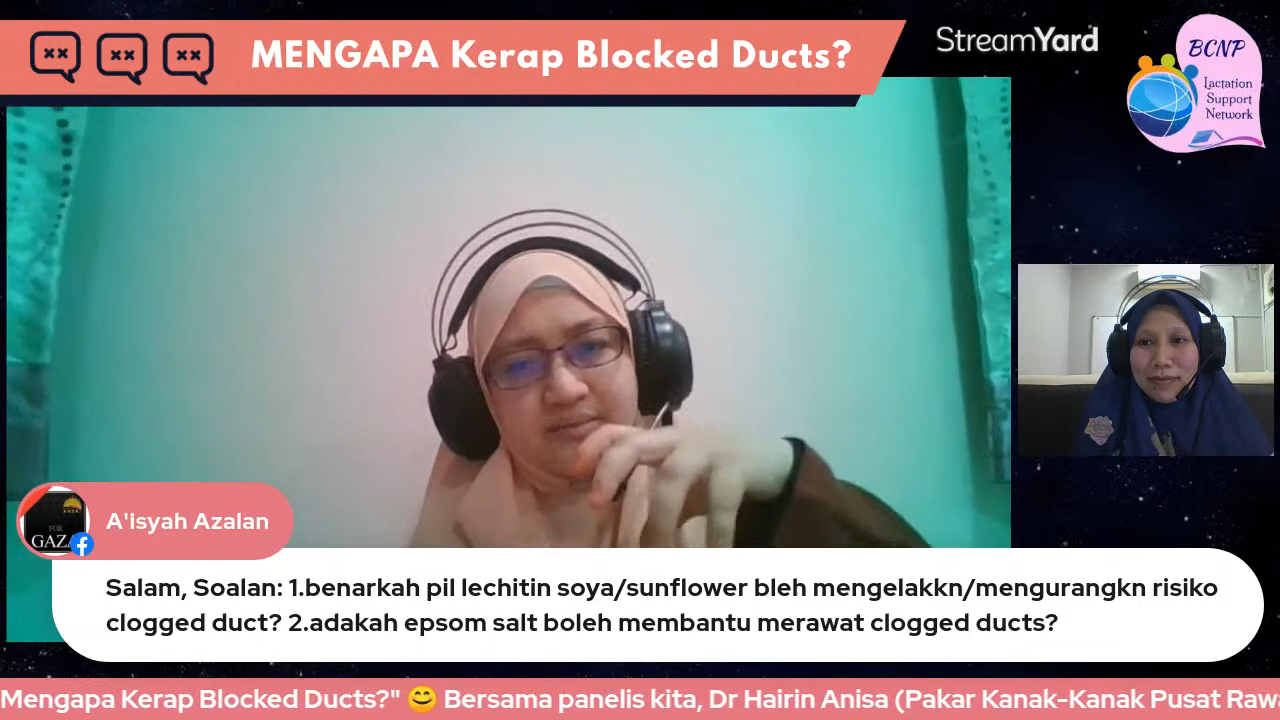 MENGAPA Kerap Blocked Ducts?
StreamYard
BCNP
Lactation
Support
Network
FOR
A'isyah Azalan
Salam, Soalan: 1.benarkah pil lechitin soya/sunflower bleh mengelakkn/mengurangkn risiko
clogged duct? 2.adakah epsom salt boleh membantu merawat clogged ducts?
Mengapa Kerap Blocked Ducts?" 😊 Bersama panelis kita, Dr Hairin Anisa (Pakar Kanak-Kanak Pusat Rawa